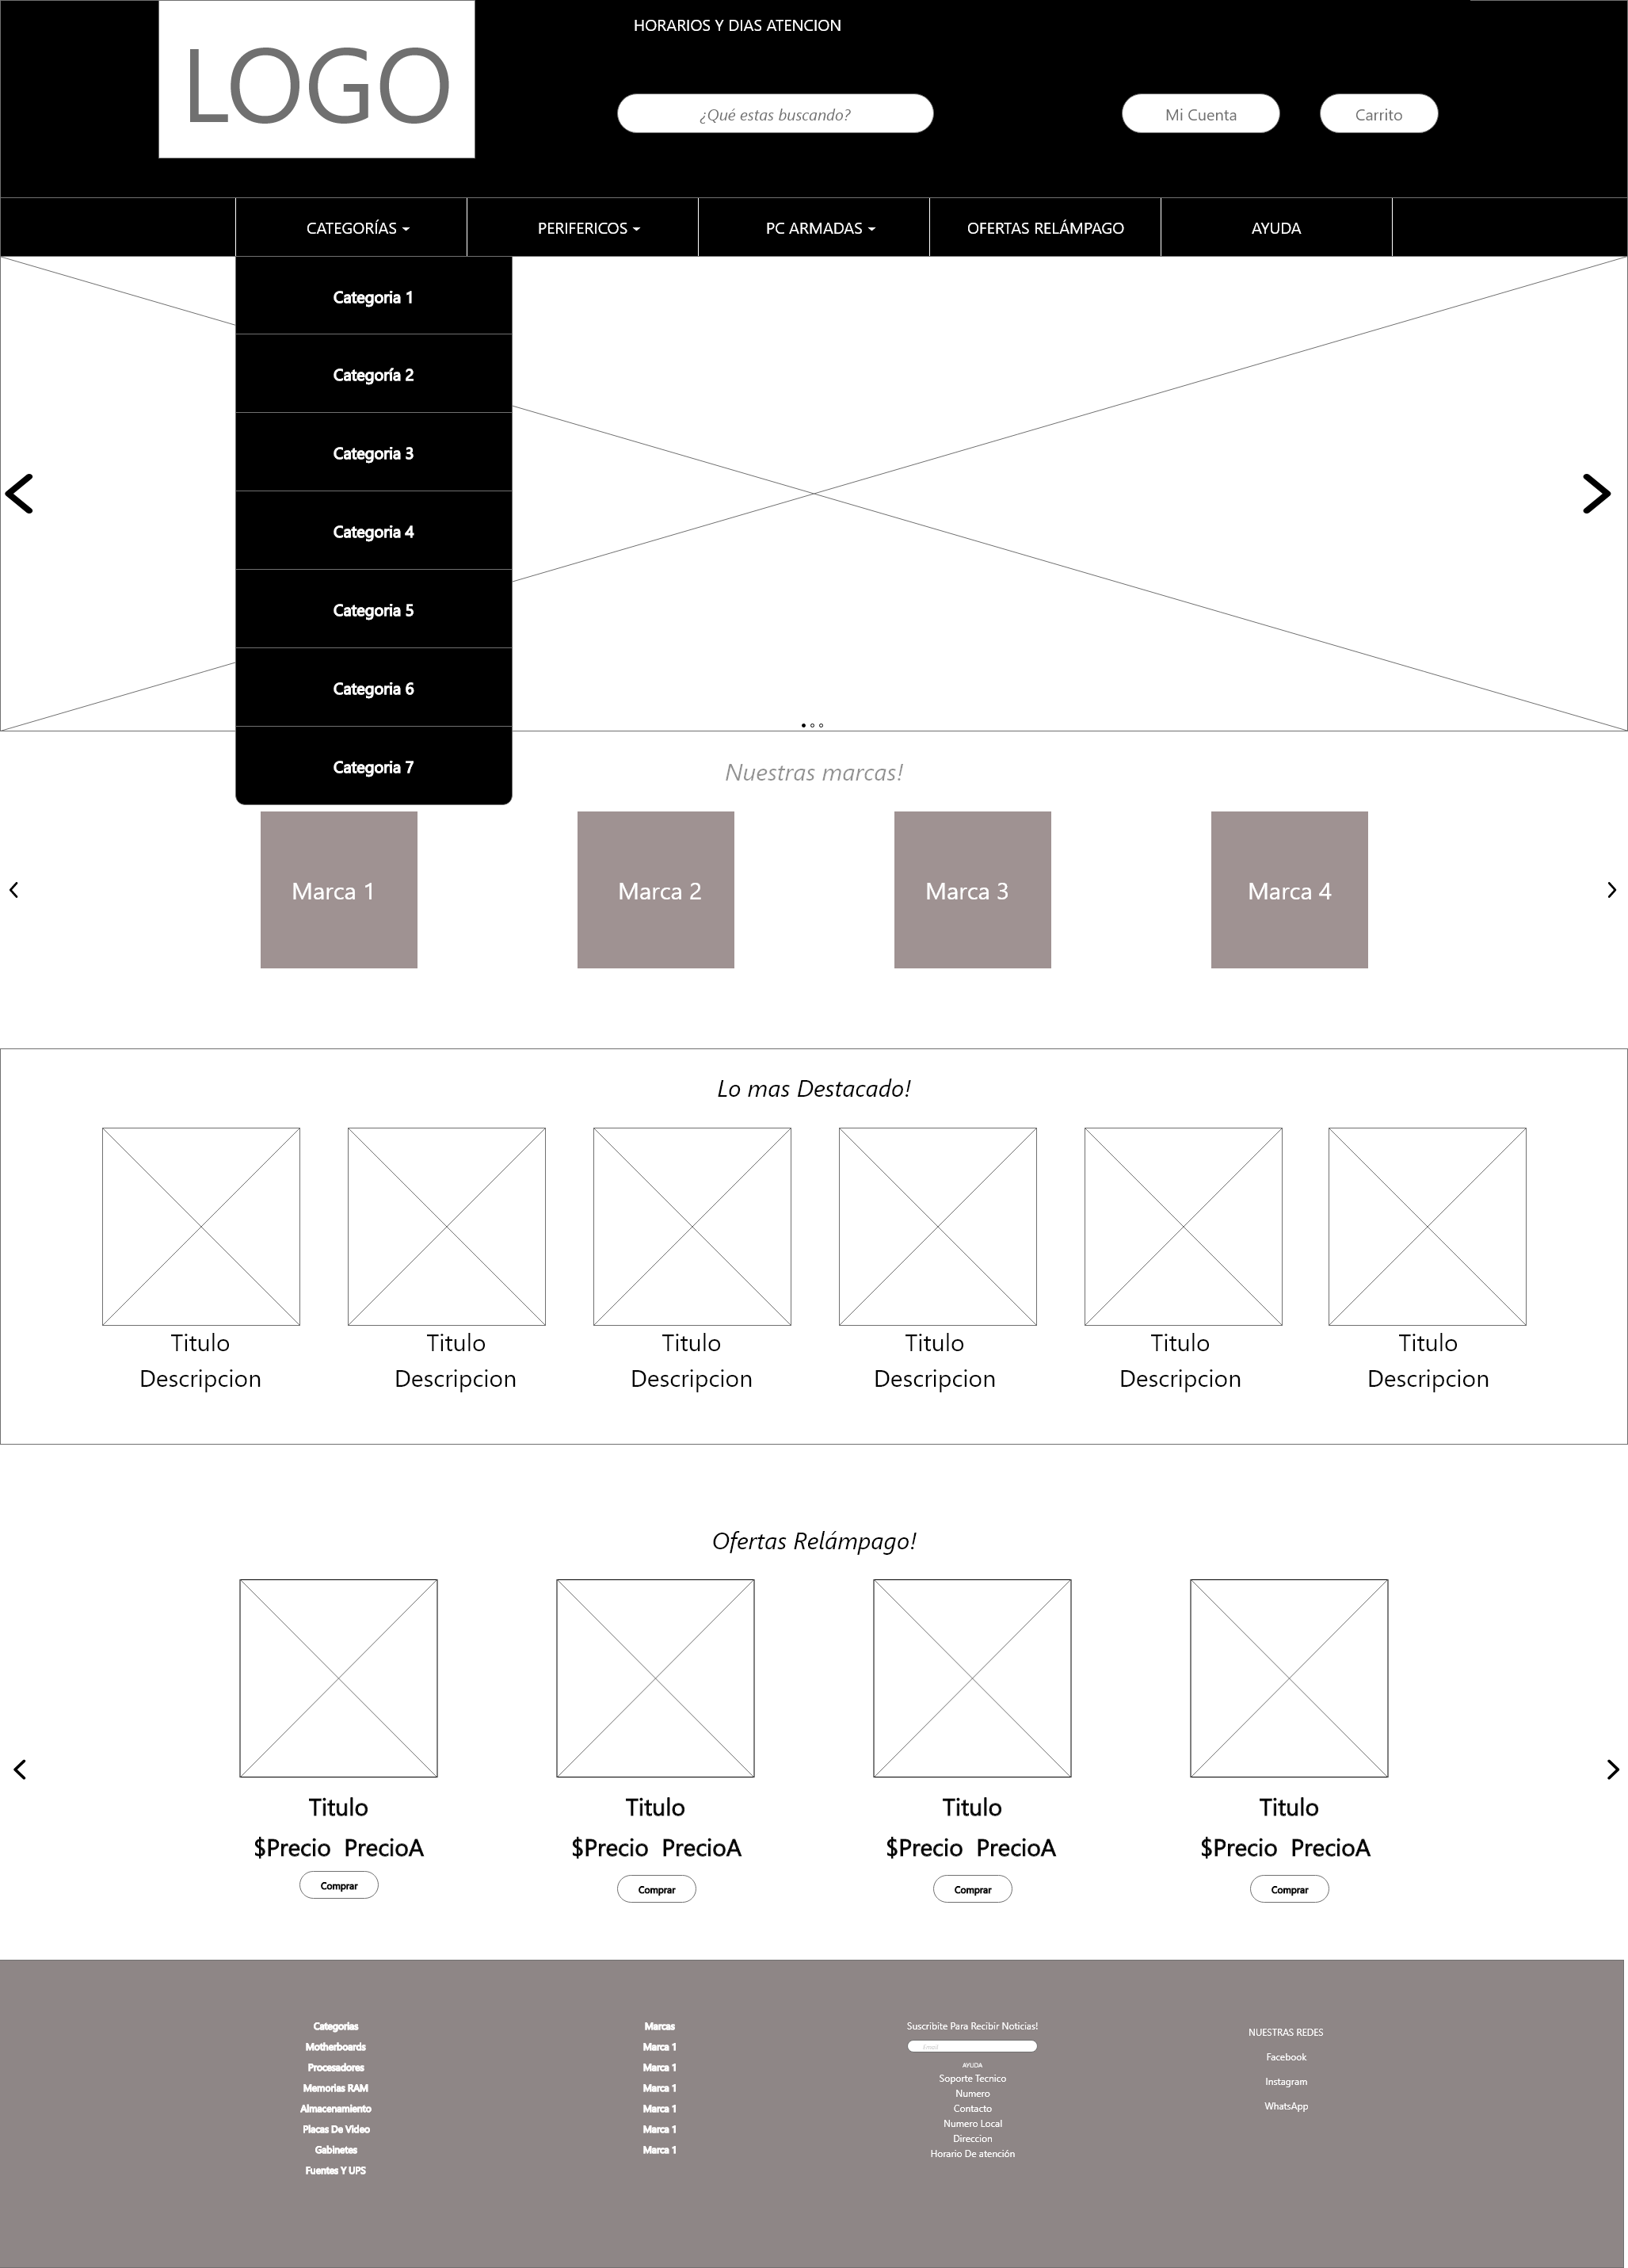 HORARIOS Y DIAS ATENCION
LOGO
¿Qué estas buscando?
Mi Cuenta
Carrito
CATEGORÍAS
PERIFERICOS
PC ARMADAS
OFERTAS RELÁMPAGO
AYUDA
Categoria 1
Categoría 2
Categoria 3
Categoria 4
Categoria 5
Categoria 6
Categoria 7
Nuestras marcas!
Marca 1
Marca 2
Marca 3
Marca 4
Lo mas Destacado!
Titulo
Descripcion
Titulo
Descripcion
Titulo
Descripcion
Titulo
Descripcion
Titulo
Descripcion
Titulo
Descripcion
Ofertas Relámpago!
Titulo
$Precio PrecioA
Comprar
Titulo
$Precio PrecioA
Comprar
Titulo
$Precio PrecioA
Comprar
Titulo
$Precio PrecioA
Comprar
Categorias
Motherboards
Procesadores
Memorias RAM
Almacenamiento
Placas De Video
Gabinetes
Fuentes Y UPS
Marcas
Marca 1
Marca 1
Marca 1
Marca 1
Marca 1
Marca 1
Suscribite Para Recibir Noticias!
Email
AYUDA
Soporte Tecnico
Numero
Contacto
Numero Local
Direccion
Horario De atención
NUESTRAS REDES
Facebook
Instagram
WhatsApp